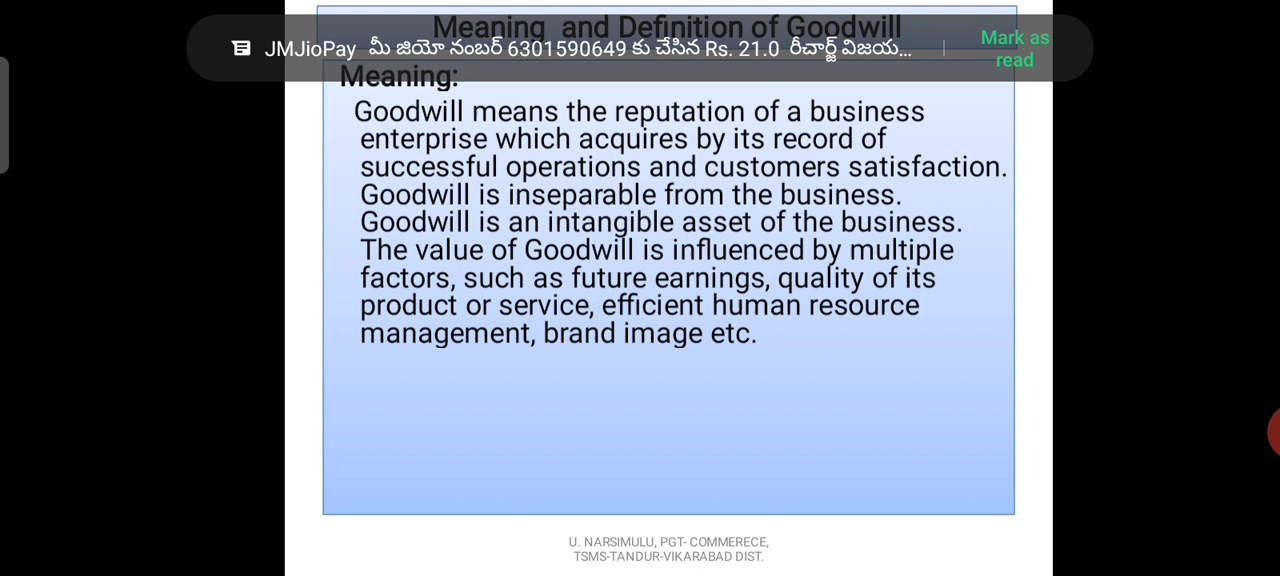 Meaning and Definition of Goodwill
JMJioPay మీ జియో నంబర్ 6301590649 కు చేసిన Rs. 21.0 రీచార్జ్ విజయ...
Mark as
read
Meaning:
Goodwill means the reputation of a business
enterprise which acquires by its record of
successful operations and customers satisfaction.
Goodwill is inseparable from the business.
Goodwill is an intangible asset of the business.
The value of Goodwill is influenced by multiple
factors, such as future earnings, quality of its
product or service, efficient human resource
management, brand image etc.
U. NARSIMULU, PGT- COMMERECE,
TSMS-TANDUR-VIKARABAD DIST.